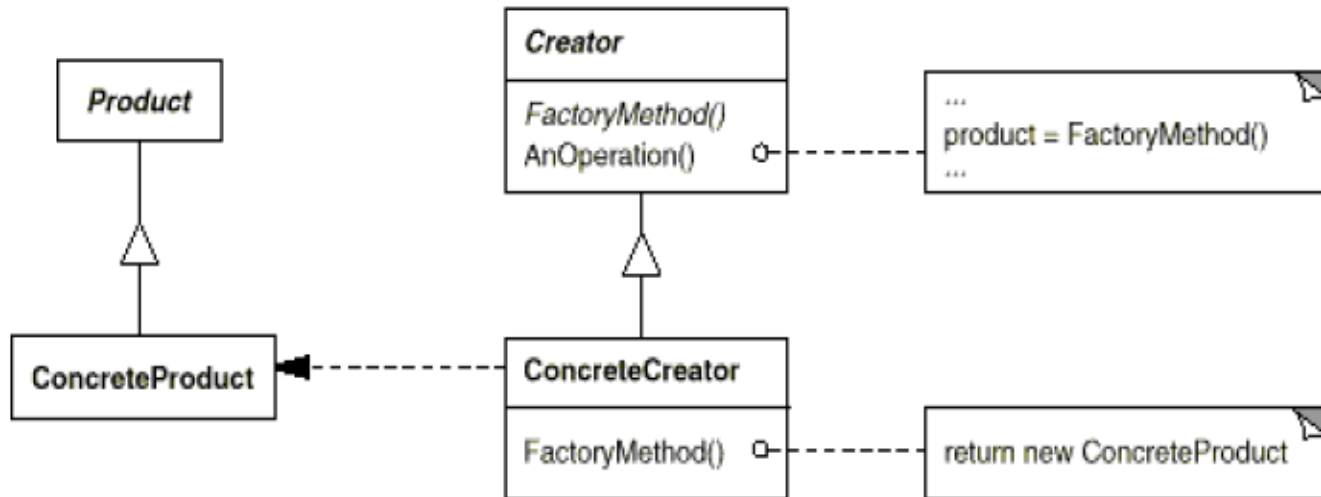 Product
ConcreteProduct
Creator
FactoryMethod()
AnOperation()
...
product = FactoryMethod()
...
ConcreteCreator
FactoryMethod()
return new ConcreteProduct